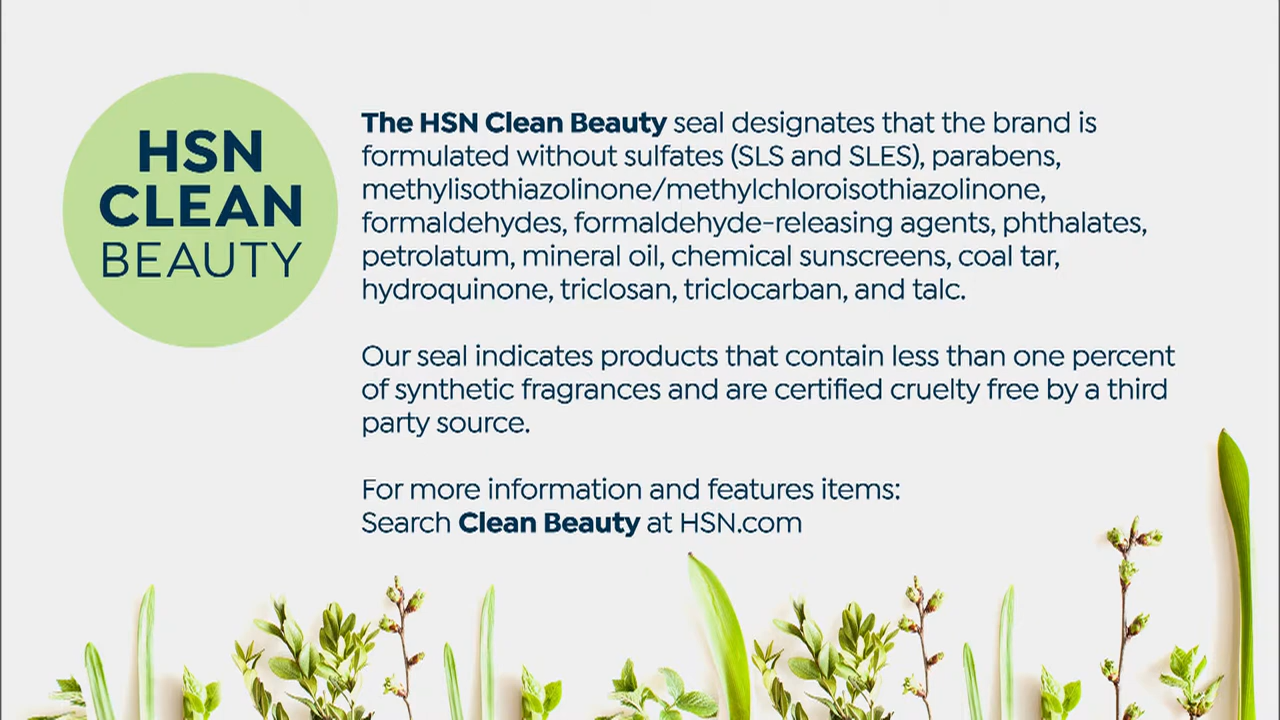 HSN
CLEAN
BEAUTY
The HSN Clean Beauty seal designates that the brand is
formulated without sulfates (SLS and SLES), parabens,
methylisothiazolinone/methylchloroisothiazolinone,
formaldehydes, formaldehyde-releasing agents, phthalates,
petrolatum, mineral oil, chemical sunscreens, coal tar,
hydroquinone, triclosan, triclocarban, and talc.
Our seal indicates products that contain less than one percent
of synthetic fragrances and are certified cruelty free by a third
party source.
For more information and features items:
Search Clean Beauty at HSN.com